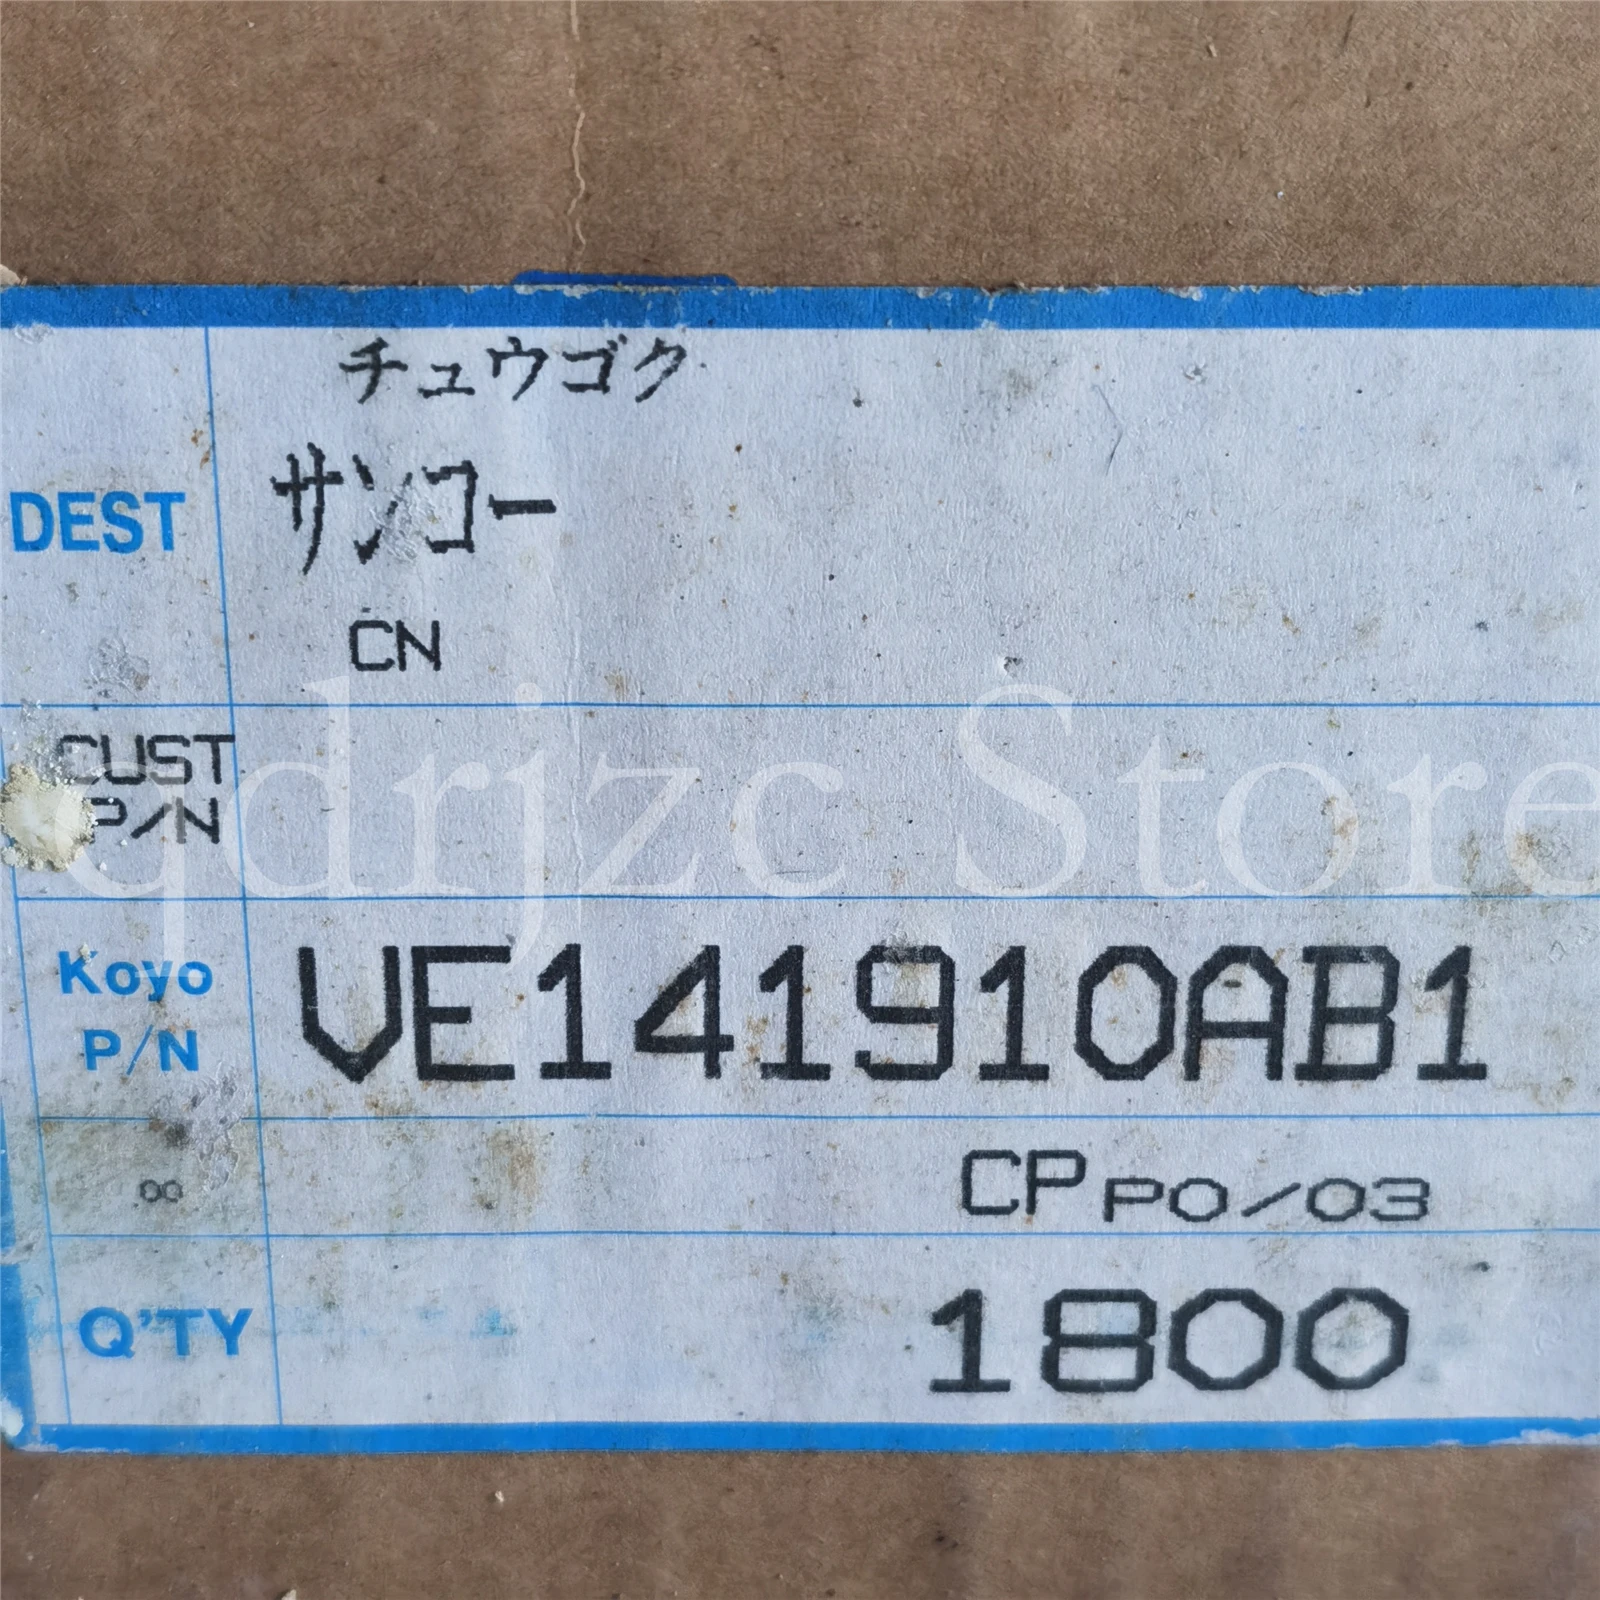 チュウゴク
DEST サンコー
CN
CUST
P/N
qdrjzc Store
Koyo
P/N VE141910AB1
00 CP PO/03
Q'TY 1800